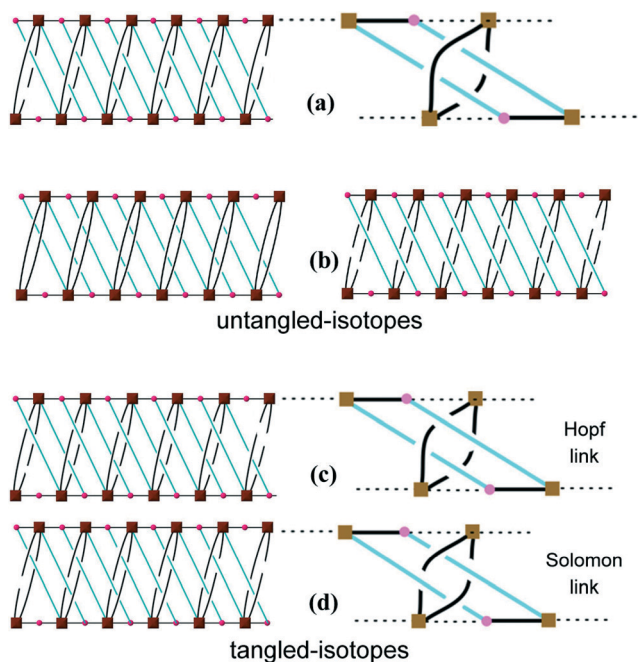 (a)
(b)
untangled-isotopes
(c)
Hopf
link
(d)
Solomon
link
tangled-isotopes